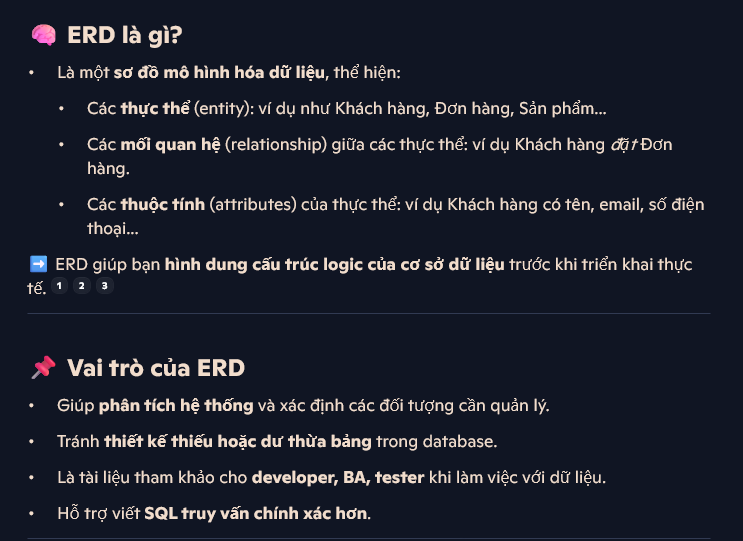 🧠 ERD là gì?
• Là một sơ đồ mô hình hóa dữ liệu, thể hiện:
• Các thực thể (entity): ví dụ như Khách hàng, Đơn hàng, Sản phẩm...
• Các mối quan hệ (relationship) giữa các thực thể: ví dụ Khách hàng đặt Đơn
hàng.
• Các thuộc tính (attributes) của thực thể: ví dụ Khách hàng có tên, email, số điện
thoại...
➡️ ERD giúp bạn hình dung cấu trúc logic của cơ sở dữ liệu trước khi triển khai thực
tế. 1 2 3
📌 Vai trò của ERD
• Giúp phân tích hệ thống và xác định các đối tượng cần quản lý.
• Tránh thiết kế thiếu hoặc dư thừa bảng trong database.
• Là tài liệu tham khảo cho developer, BA, tester khi làm việc với dữ liệu.
• Hỗ trợ viết SQL truy vấn chính xác hơn.